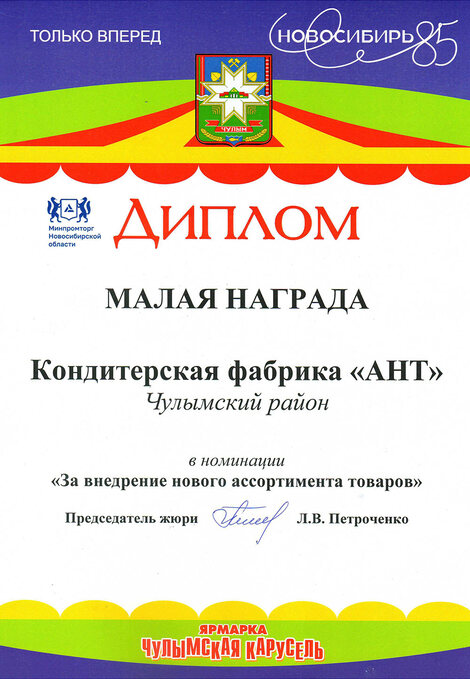 ТОЛЬКО ВПЕРЕД
НОВОСИБИРЬ 85
ЧУЛЫМ
Минпромторг
Новосибирской
области
ДИПЛОМ
МАЛАЯ НАГРАДА
Кондитерская фабрика «АНТ»
Чулымский район
в номинации
«За внедрение нового ассортимента товаров»
Председатель жюри Л.В. Петроченко
ЯРМАРКА
ЧУЛЫМСКАЯ КАРУСЕЛЬ